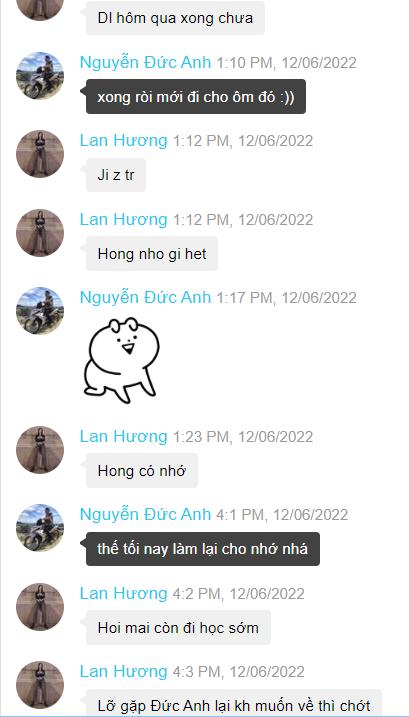 Dl hôm qua xong chưa
Nguyễn Đức Anh 1:10 PM, 12/06/2022
xong ròi mới đi cho ôm đó :))
Lan Hương 1:12 PM, 12/06/2022
Ji z tr
Lan Hương 1:12 PM, 12/06/2022
Hong nho gi het
Nguyễn Đức Anh 1:17 PM, 12/06/2022
Lan Hương 1:23 PM, 12/06/2022
Hong có nhớ
Nguyễn Đức Anh 4:1 PM, 12/06/2022
thế tối nay làm lại cho nhớ nhá
Lan Hương 4:2 PM, 12/06/2022
Hoi mai còn đi học sớm
Lan Hương 4:3 PM, 12/06/2022
Lỡ gặp Đức Anh lại kh muốn về thì chớt